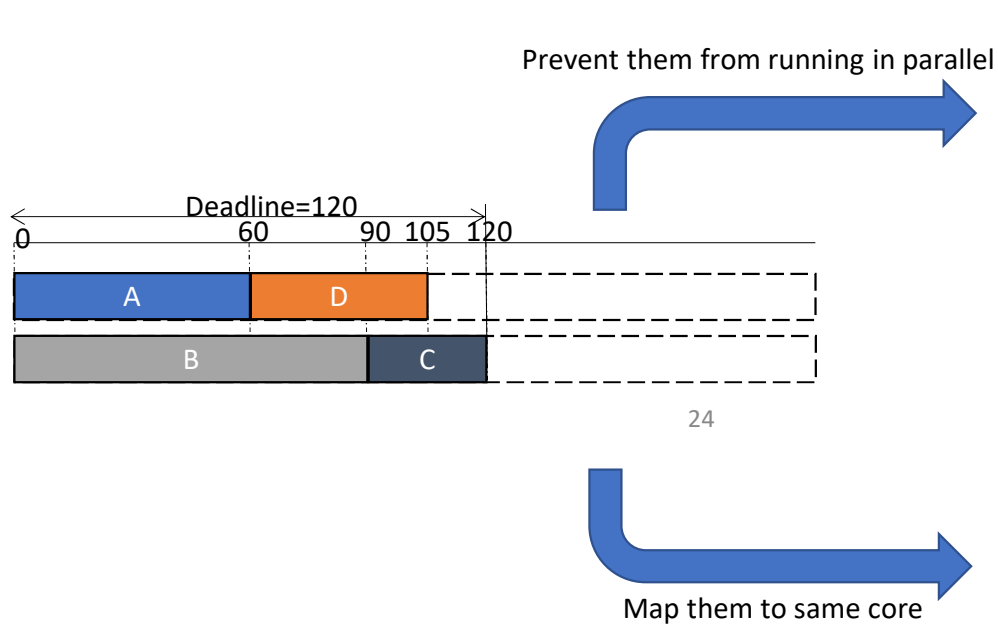 Prevent them from running in parallel
Deadline=120
0 60 90 105 120
A D
B C
24
Map them to same core